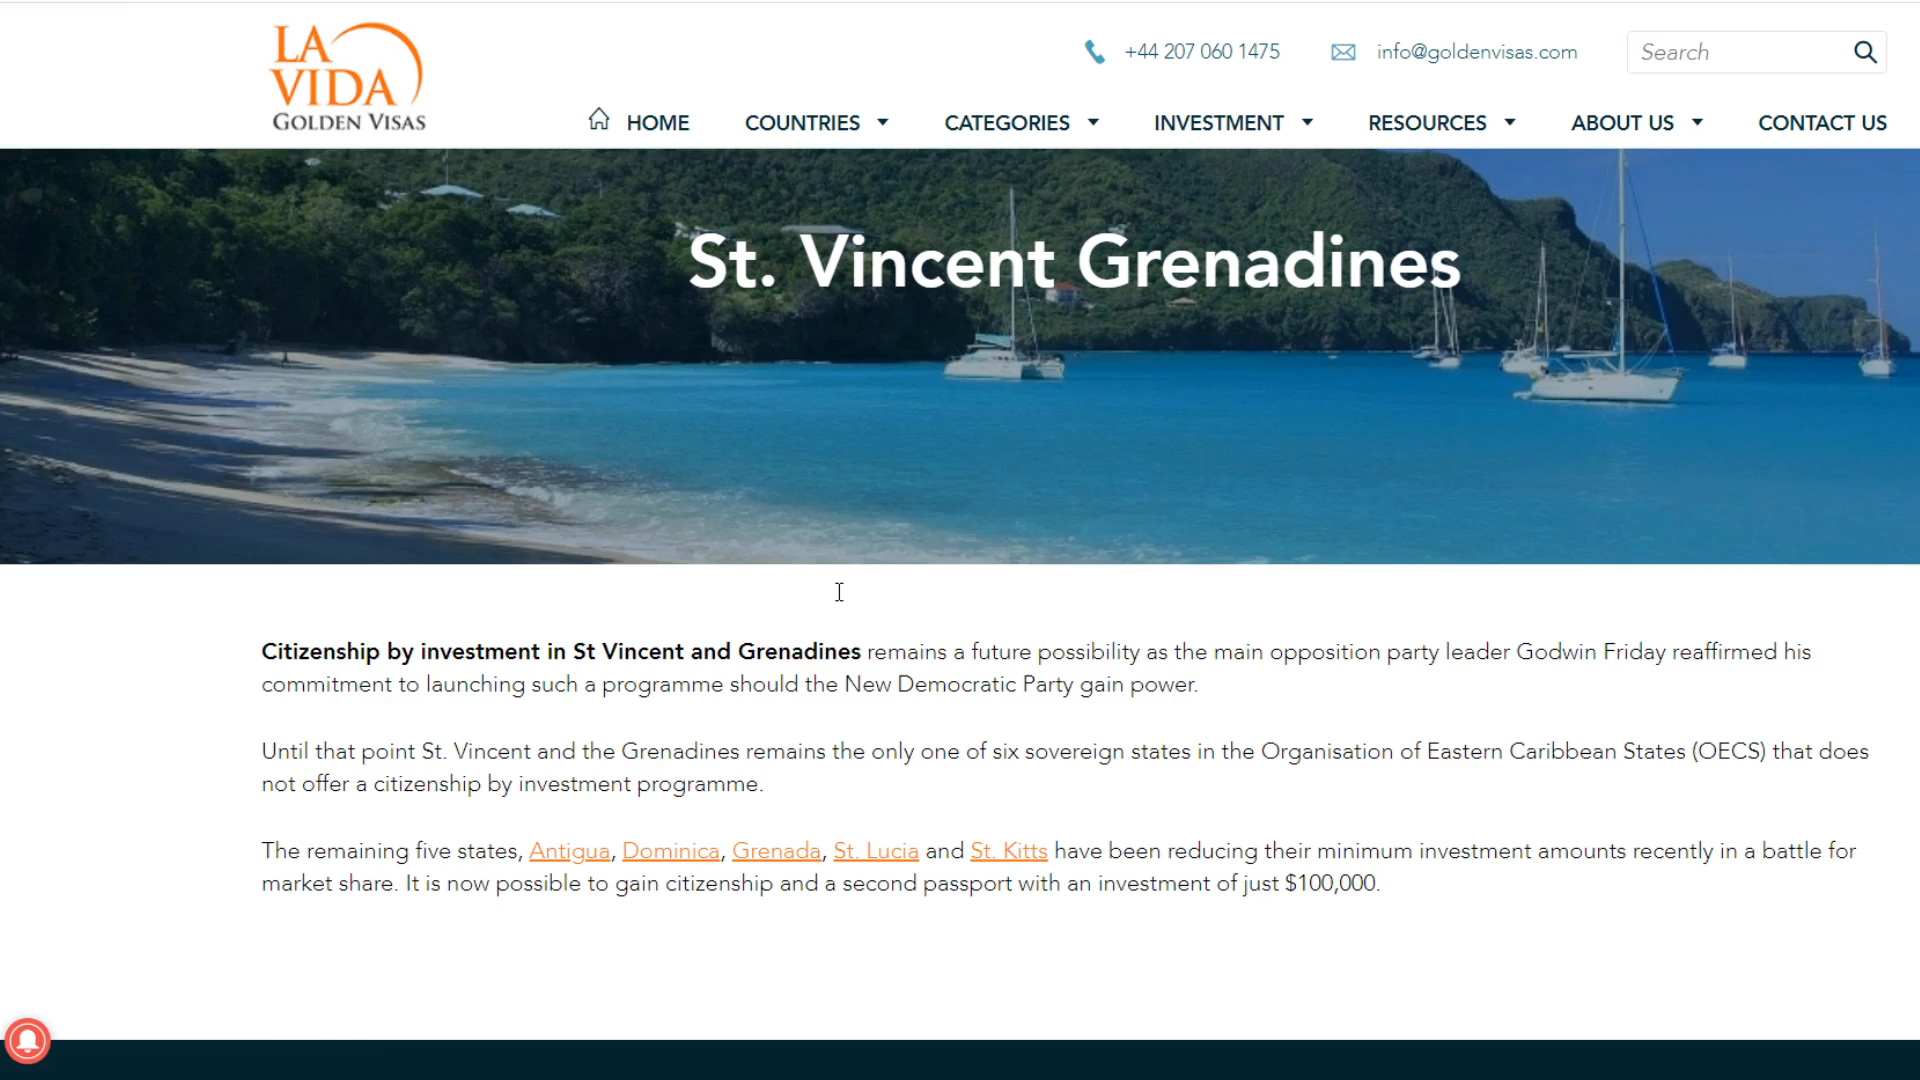 LA
VIDA
GOLDEN VISAS
+44 207 060 1475
info@goldenvisas.com
Search
HOME
COUNTRIES
CATEGORIES
INVESTMENT
RESOURCES
ABOUT US
CONTACT US
St. Vincent Grenadines
Citizenship by investment in St Vincent and Grenadines remains a future possibility as the main opposition party leader Godwin Friday reaffirmed his
commitment to launching such a programme should the New Democratic Party gain power.
Until that point St. Vincent and the Grenadines remains the only one of six sovereign states in the Organisation of Eastern Caribbean States (OECS) that does
not offer a citizenship by investment programme.
The remaining five states, Antigua, Dominica, Grenada, St. Lucia and St. Kitts have been reducing their minimum investment amounts recently in a battle for
market share. It is now possible to gain citizenship and a second passport with an investment of just $100,000.